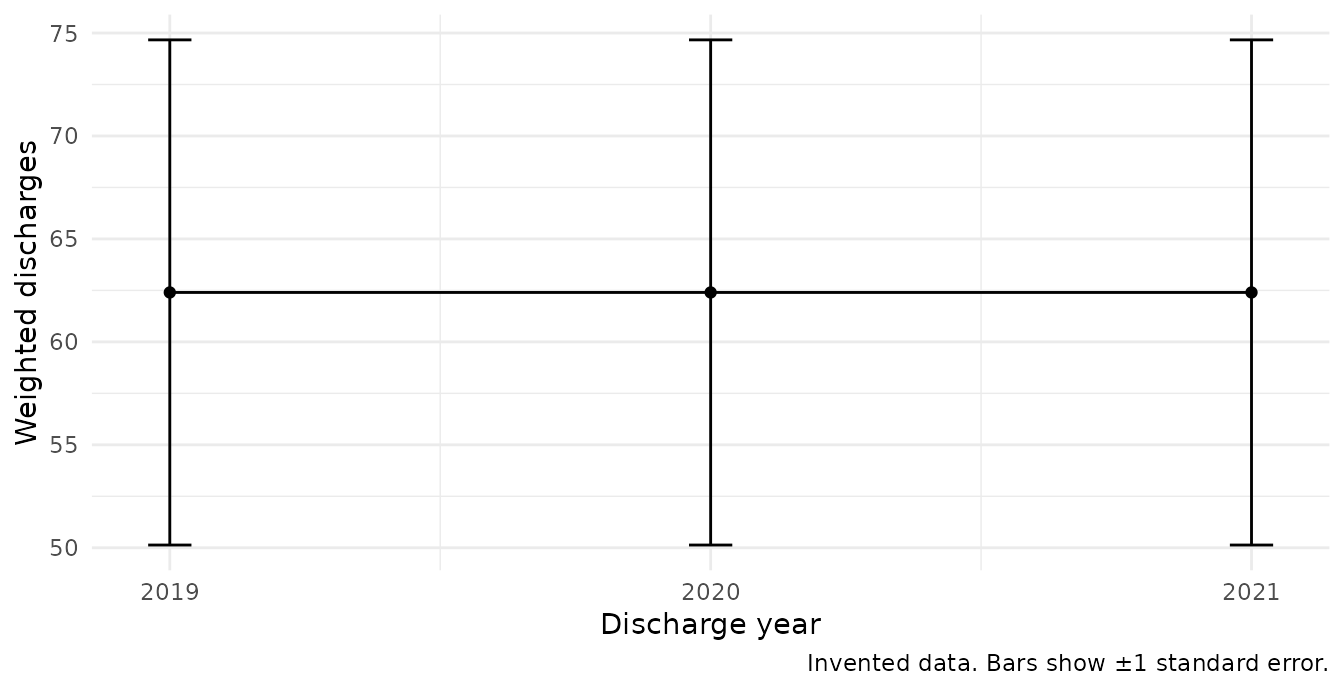 75
70
65
60
55
50
Weighted discharges
2019 2020 2021
Discharge year
Invented data. Bars show ±1 standard error.